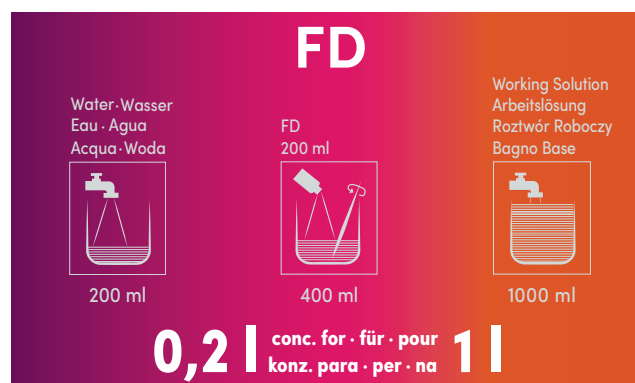 FD
Water·Wasser
Eau · Agua
Acqua·Woda
200 ml
FD
200 ml
400 ml
Working Solution
Arbeitslösung
Roztwór Roboczy
Bagno Base
1000 ml
0,2 l conc. for · für · pour
konz. para · per · na 1 l